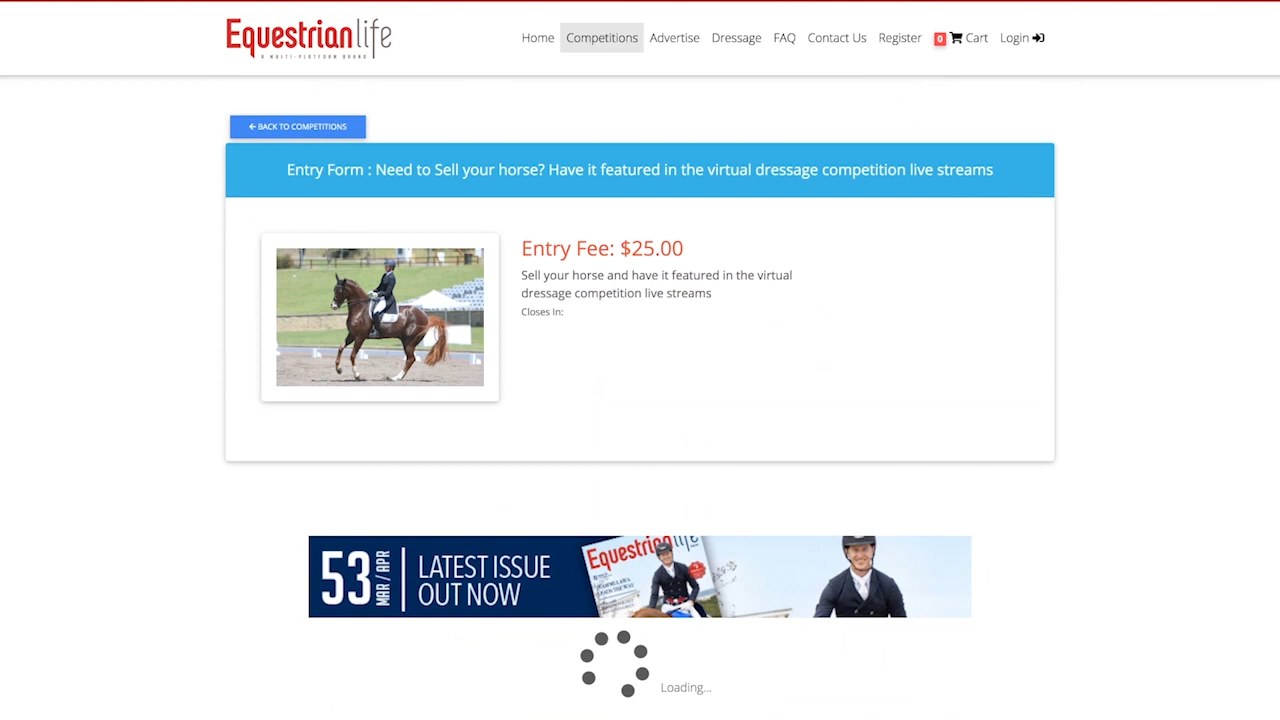 Equestrian life
A MULTI-PLATFORM BRAND
Home Competitions Advertise Dressage FAQ Contact Us Register 0 Cart Login
BACK TO COMPETITIONS
Entry Form : Need to Sell your horse? Have it featured in the virtual dressage competition live streams
Entry Fee: $25.00
Sell your horse and have it featured in the virtual
dressage competition live streams
Closes In:
53
MAR / APR
LATEST ISSUE
OUT NOW
Equestrian life
Loading...